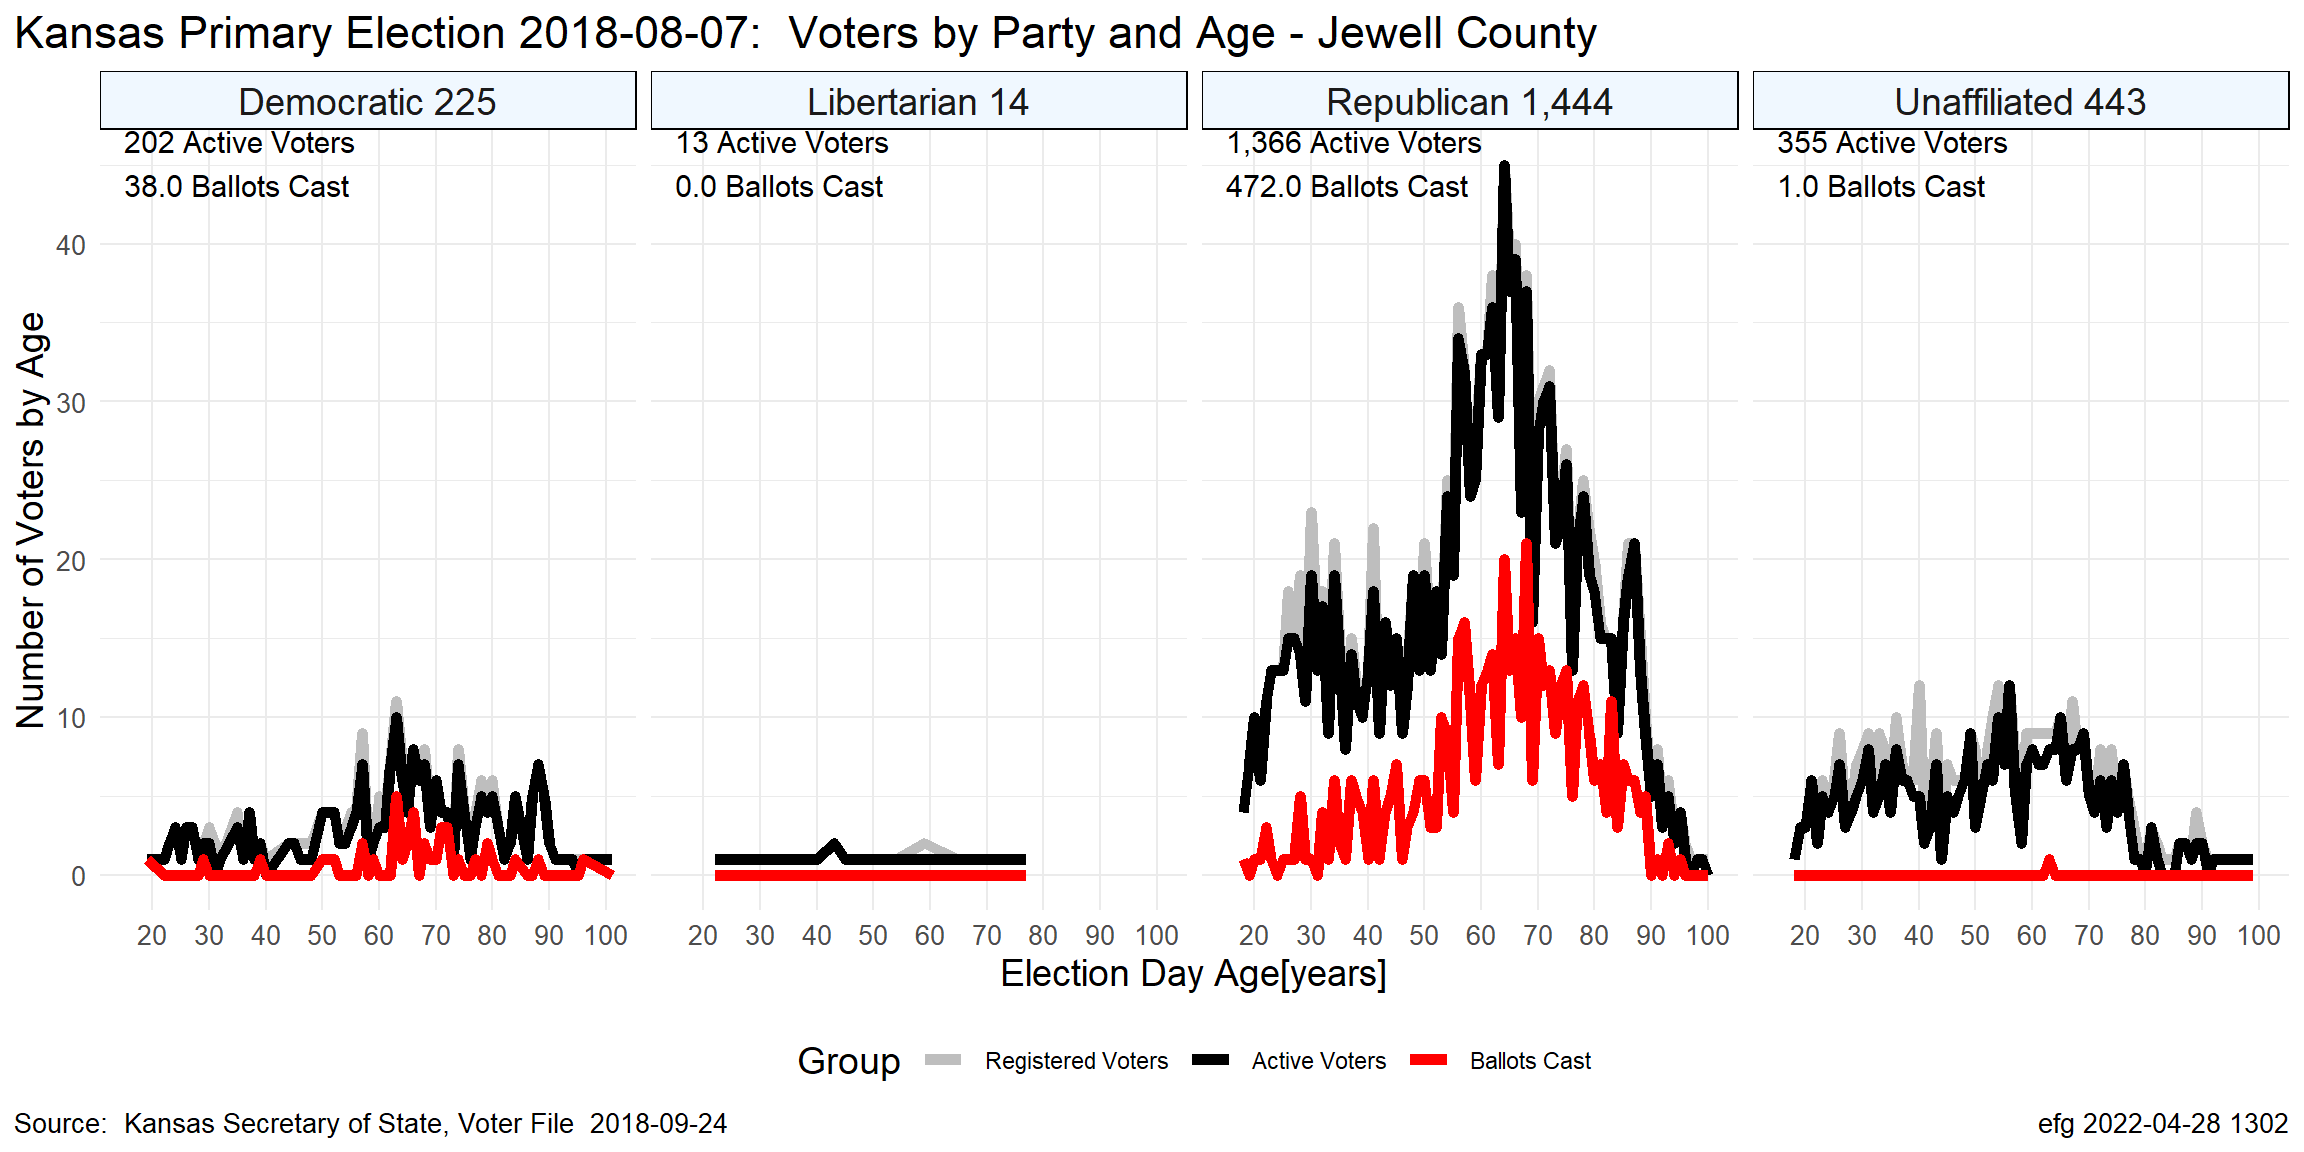 Kansas Primary Election 2018-08-07:  Voters by Party and Age - Jewell County
Democratic 225
Libertarian 14
Republican 1,444
Unaffiliated 443
202 Active Voters
38.0 Ballots Cast
13 Active Voters
0.0 Ballots Cast
1,366 Active Voters
472.0 Ballots Cast
355 Active Voters
1.0 Ballots Cast
Number of Voters by Age
40
30
20
10
0
20 30 40 50 60 70 80 90 100
20 30 40 50 60 70 80 90 100
20 30 40 50 60 70 80 90 100
20 30 40 50 60 70 80 90 100
Election Day Age[years]
Group Registered Voters Active Voters Ballots Cast
Source:  Kansas Secretary of State, Voter File  2018-09-24
efg 2022-04-28 1302